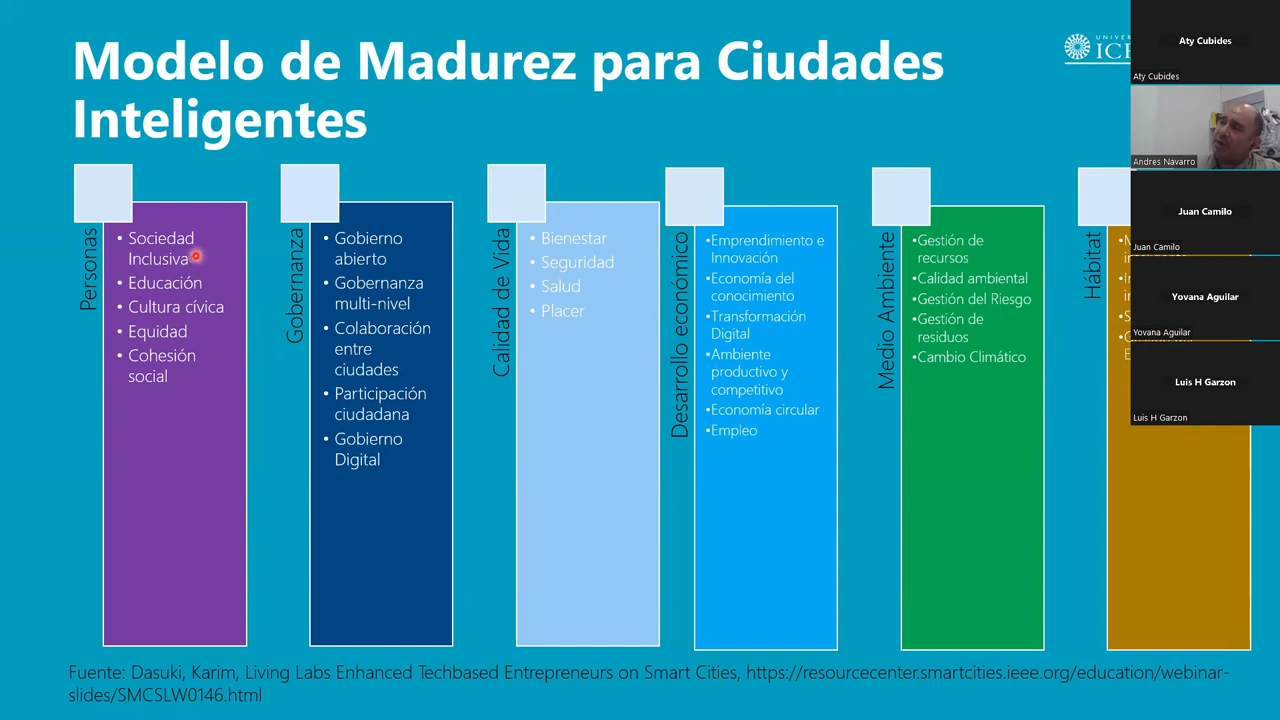 Modelo de Madurez para Ciudades
Inteligentes
Personas
• Sociedad
Inclusiva
• Educación
• Cultura cívica
• Equidad
• Cohesión
social
Gobernanza
• Gobierno
abierto
• Gobernanza
multi-nivel
• Colaboración
entre
ciudades
• Participación
ciudadana
• Gobierno
Digital
Calidad de Vida
• Bienestar
• Seguridad
• Salud
• Placer
Desarrollo económico
•Emprendimiento e
Innovación
•Economía del
conocimiento
•Transformación
Digital
•Ambiente
productivo y
competitivo
•Economía circular
•Empleo
Medio Ambiente
•Gestión de
recursos
•Calidad ambiental
•Gestión del Riesgo
•Gestión de
residuos
•Cambio Climático
Hábitat
Fuente: Dasuki, Karim, Living Labs Enhanced Techbased Entrepreneurs on Smart Cities, https://resourcecenter.smartcities.ieee.org/education/webinar-
slides/SMCSLW0146.html
Aty Cubides
Aty Cubides
Andres Navarro
Juan Camilo
Juan Camilo
Yovana Aguilar
Yovana Aguilar
Luis H Garzon
Luis H Garzon